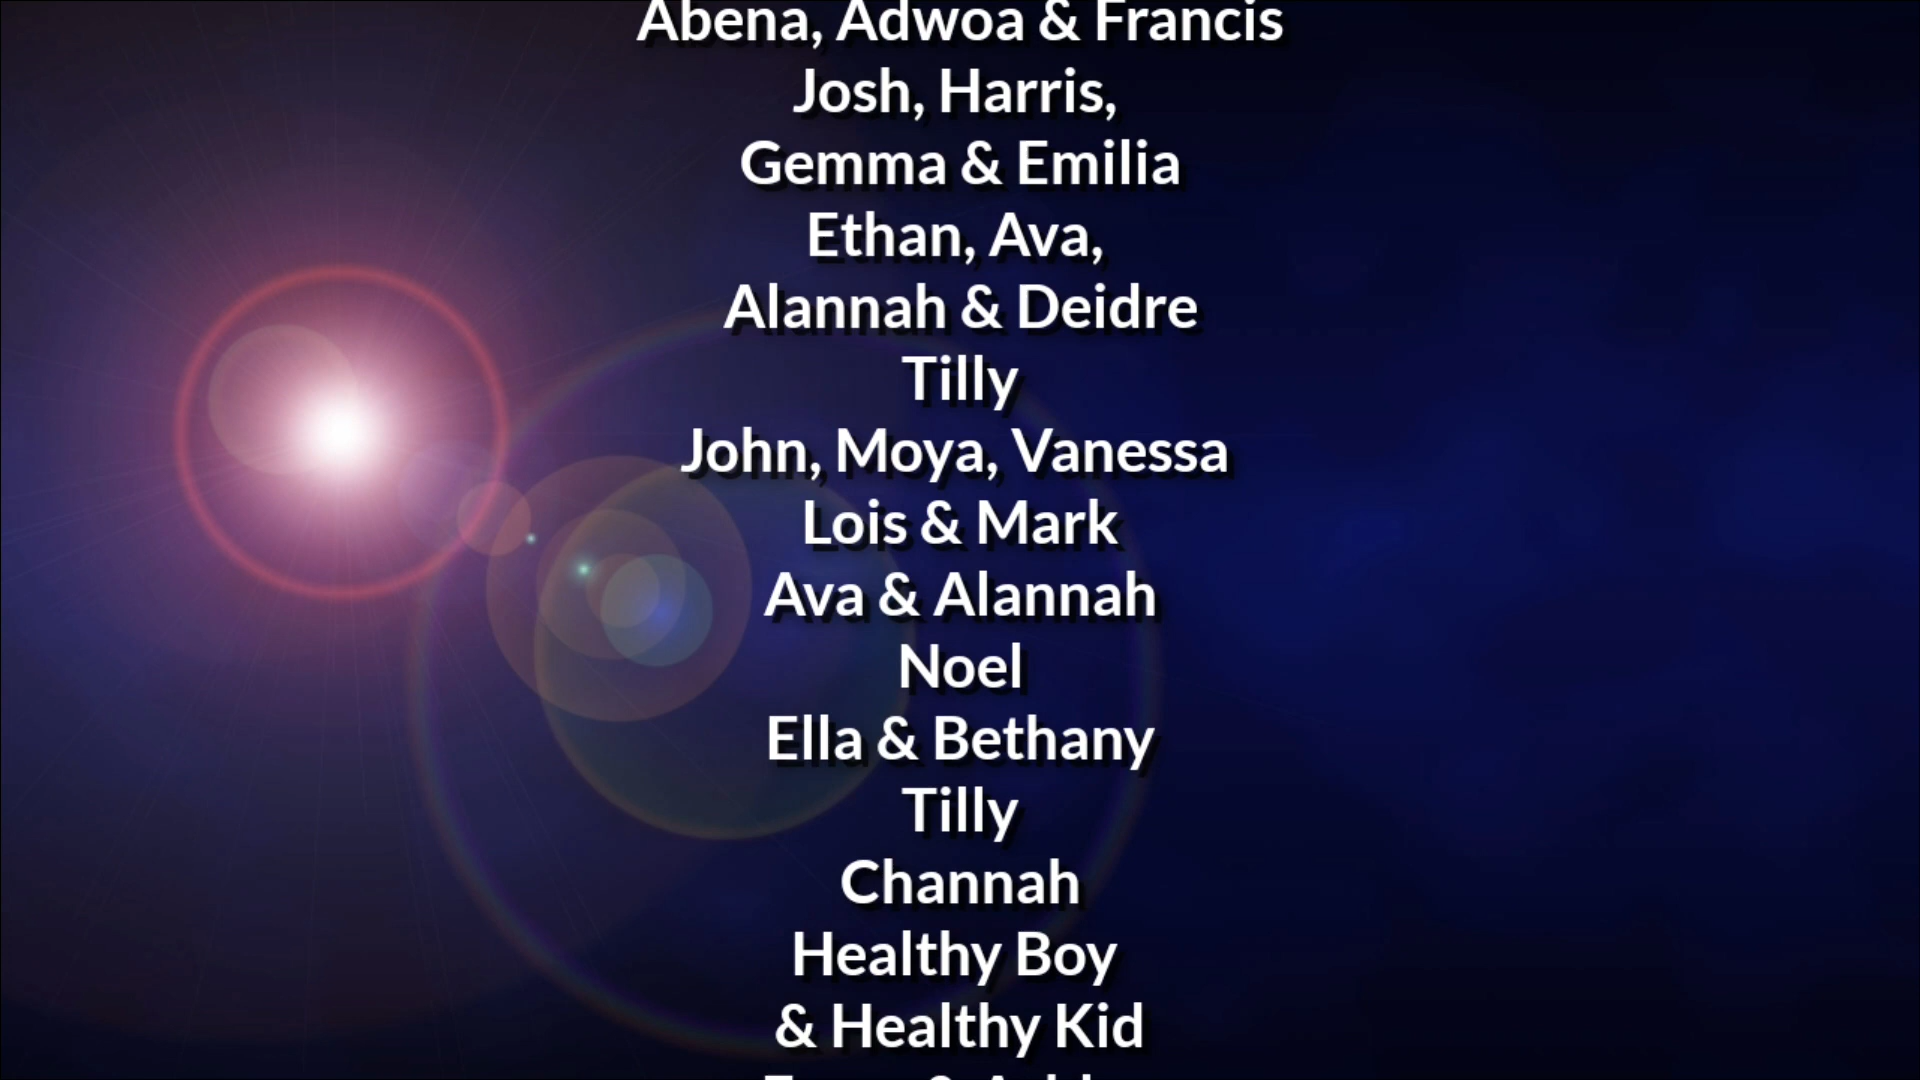 Abena, Adwoa & Francis
Josh, Harris,
Gemma & Emilia
Ethan, Ava,
Alannah & Deidre
Tilly
John, Moya, Vanessa
Lois & Mark
Ava & Alannah
Noel
Ella & Bethany
Tilly
Channah
Healthy Boy
& Healthy Kid